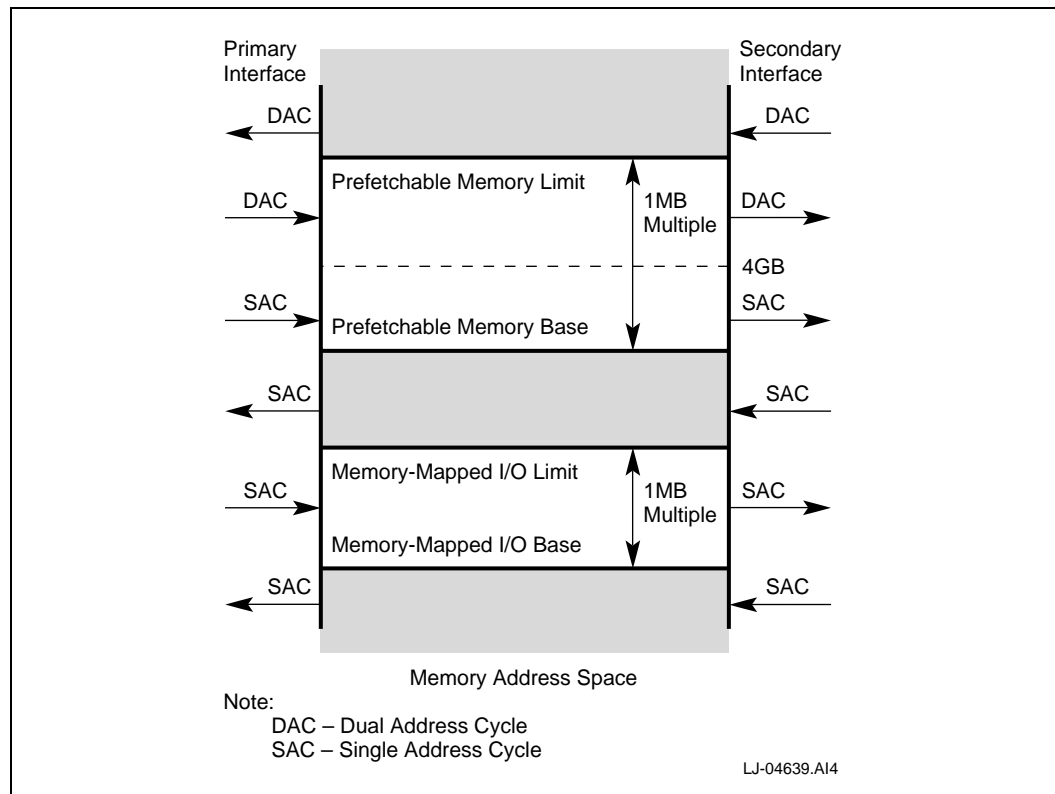 Primary
Interface
Secondary
Interface
DAC
DAC
Prefetchable Memory Limit
DAC
1MB
Multiple
DAC
4GB
SAC
Prefetchable Memory Base
SAC
SAC
SAC
Memory-Mapped I/O Limit
SAC
1MB
Multiple
SAC
Memory-Mapped I/O Base
SAC
SAC
Memory Address Space
Note:
DAC – Dual Address Cycle
SAC – Single Address Cycle
LJ-04639.AI4